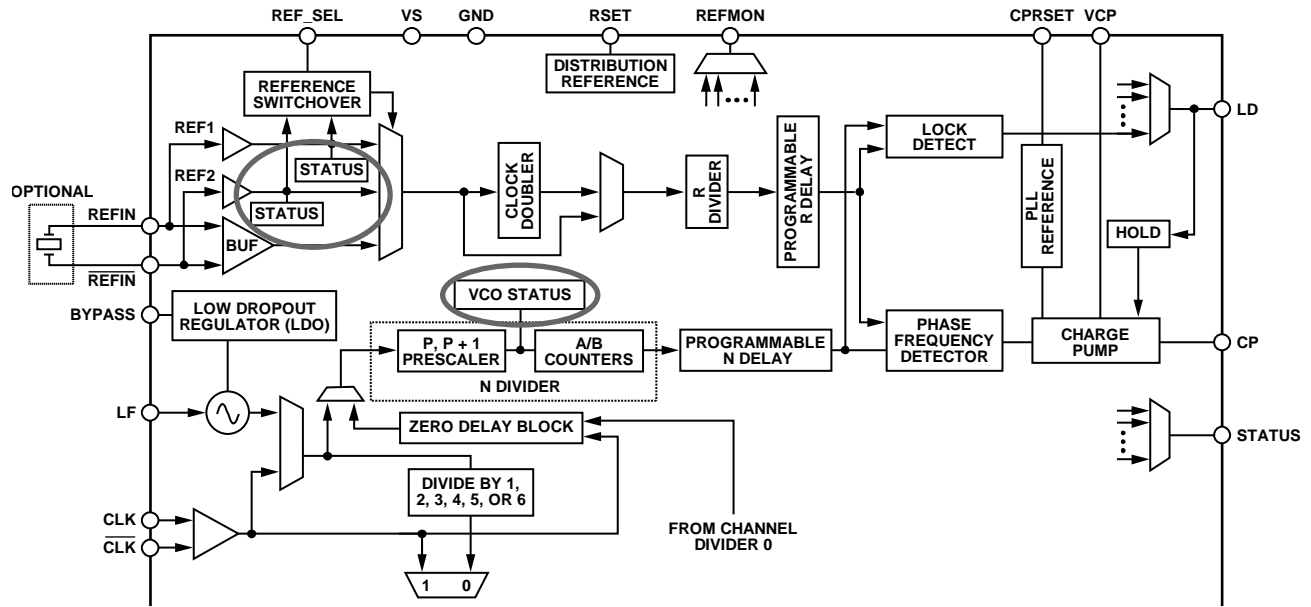 REF_SEL
VS
GND
RSET
REFMON
CPRSET
VCP
DISTRIBUTION
REFERENCE
REFERENCE
SWITCHOVER
REF1
STATUS
REF2
STATUS
BUF
OPTIONAL
REFIN
REFIN
BYPASS
LOW DROPOUT
REGULATOR (LDO)
CLOCK
DOUBLER
R
DIVIDER
PROGRAMMABLE
R DELAY
LOCK
DETECT
PLL
REFERENCE
HOLD
LD
VCO STATUS
P, P + 1
PRESCALER
A/B
COUNTERS
N DIVIDER
PROGRAMMABLE
N DELAY
PHASE
FREQUENCY
DETECTOR
CHARGE
PUMP
CP
LF
ZERO DELAY BLOCK
STATUS
DIVIDE BY 1,
2, 3, 4, 5, OR 6
CLK
CLK
FROM CHANNEL
DIVIDER 0
1 0